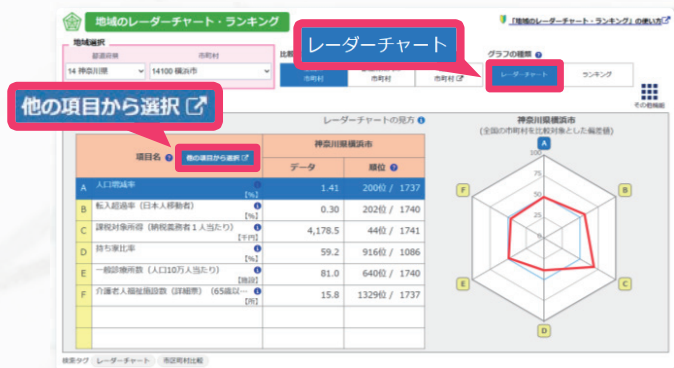 地域のレーダーチャート・ランキング
「地域のレーダーチャート・ランキング」の使い方
地域選択
都道府県 市町村
14 神奈川県 14100 横浜市
比較
レーダーチャート
グラフの種類
市町村 市町村 市町村
レーダーチャート ランキング
その他機能
他の項目から選択
レーダーチャートの見方
神奈川県横浜市
(全国の市町村を比較対象とした偏差値)
項目名 他の項目から選択 神奈川県横浜市
データ 順位
A 人口増減率 【%】 1.41 200位 / 1737
B 転入超過率（日本人移動者） 【%】 0.30 202位 / 1740
C 課税対象所得（納税義務者1人当たり） 【千円】 4,178.5 44位 / 1741
D 持ち家比率 【%】 59.2 916位 / 1086
E 一般診療所数（人口10万人当たり） 【施設】 81.0 640位 / 1740
F 介護老人福祉施設数（詳細票）（65歳以… 【所】 15.8 1329位 / 1737
A
100
75
50
25
0
F B
E C
D
検索タグ レーダーチャート 市区町村比較